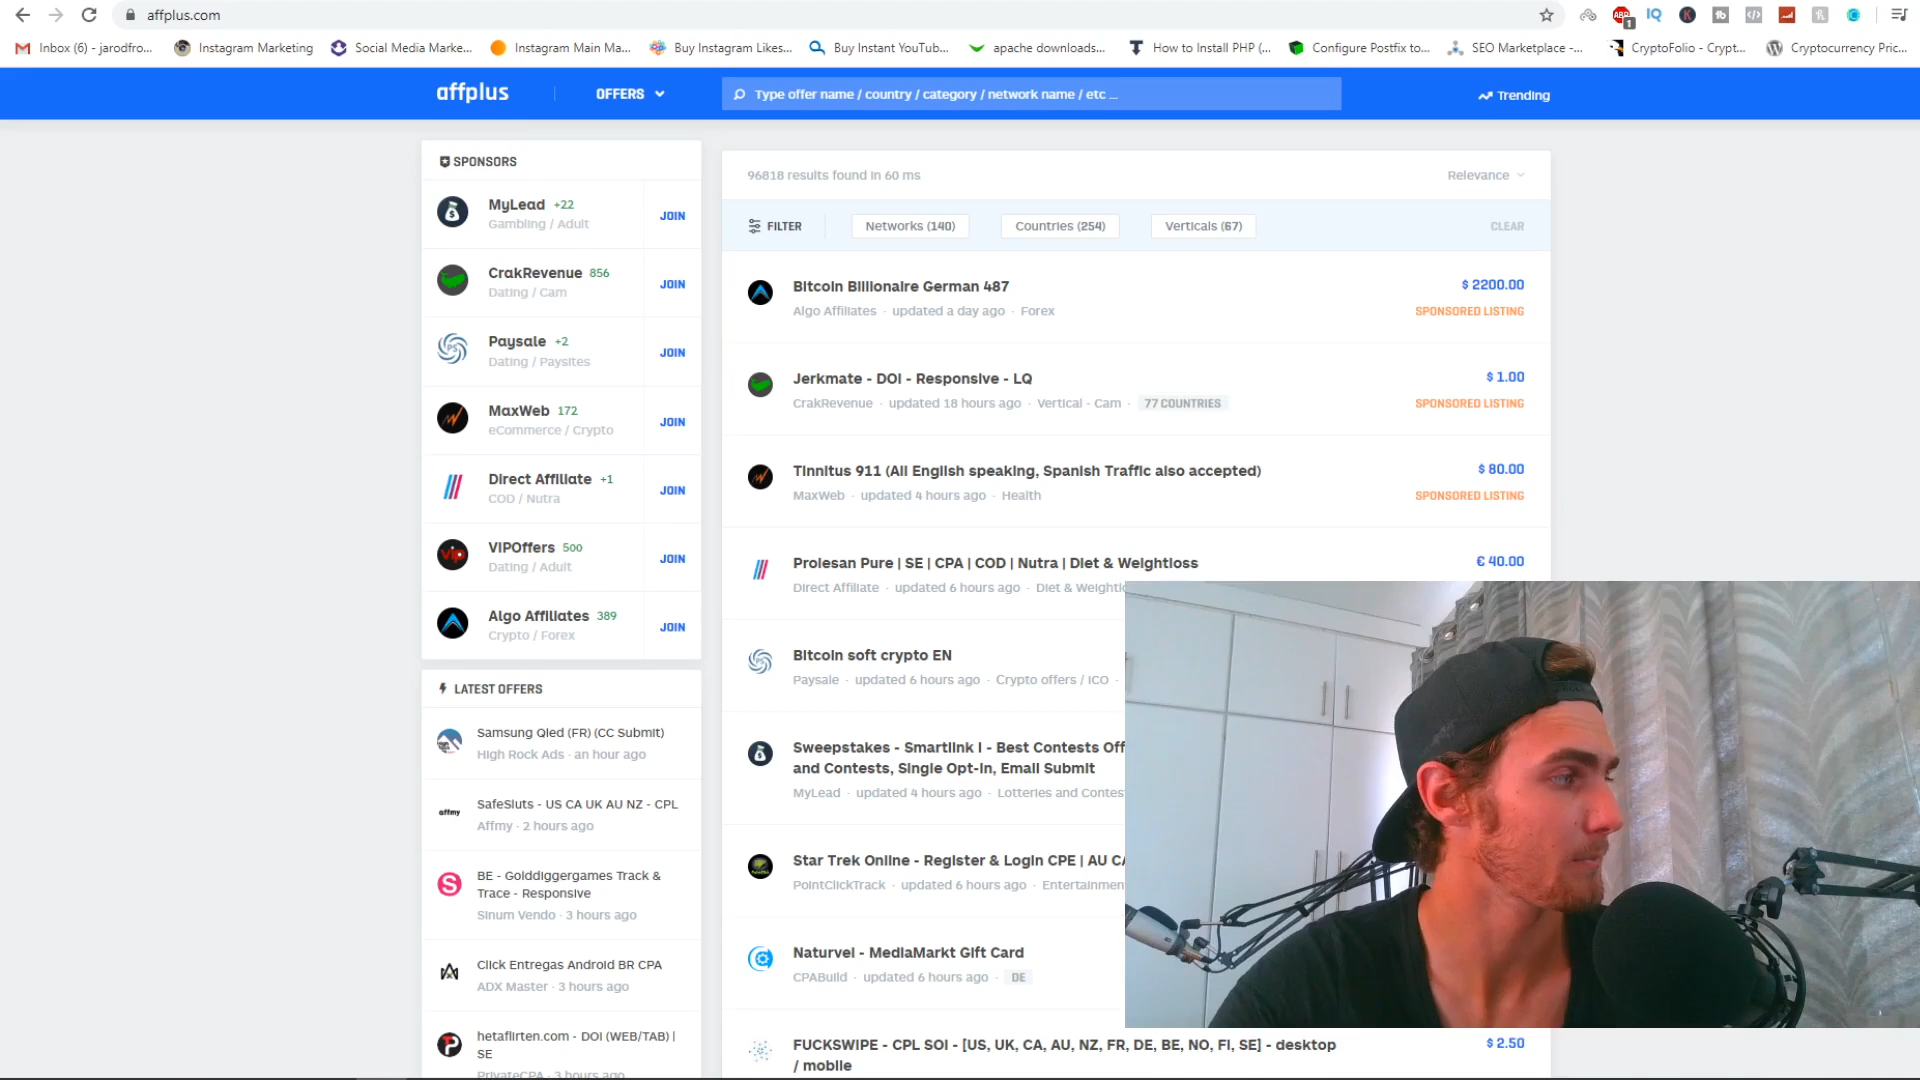 affplus.com
Inbox (6) - jarodfro...
Instagram Marketing
Social Media Marke...
Instagram Main Ma...
Buy Instagram Likes...
Buy Instant YouTub...
apache downloads...
How to Install PHP (...
Configure Postfix to...
SEO Marketplace -...
CryptoFolio - Crypt...
Cryptocurrency Pric...
affplus
OFFERS
Type offer name / country / category / network name / etc ...
Trending
SPONSORS
MyLead +22
Gambling / Adult
JOIN
CrakRevenue 856
Dating / Cam
JOIN
Paysale +2
Dating / Paysites
JOIN
MaxWeb 172
eCommerce / Crypto
JOIN
Direct Affiliate +1
COD / Nutra
JOIN
VIPOffers 500
Dating / Adult
JOIN
Algo Affiliates 389
Crypto / Forex
JOIN
LATEST OFFERS
Samsung Qled (FR) (CC Submit)
High Rock Ads · an hour ago
affmy
SafeSluts - US CA UK AU NZ - CPL
Affmy · 2 hours ago
BE - Golddiggergames Track &
Trace - Responsive
Sinum Vendo · 3 hours ago
Click Entregas Android BR CPA
ADX Master · 3 hours ago
hetaflirten.com - DOI (WEB/TAB) |
SE
PrivateCPA · 3 hours ago
96818 results found in 60 ms
Relevance
FILTER
Networks (140)
Countries (254)
Verticals (67)
CLEAR
Bitcoin Billionaire German 487
$ 2200.00
Algo Affiliates · updated a day ago · Forex
SPONSORED LISTING
Jerkmate - DOI - Responsive - LQ
$ 1.00
CrakRevenue · updated 18 hours ago · Vertical - Cam · 77 COUNTRIES
SPONSORED LISTING
Tinnitus 911 (All English speaking, Spanish Traffic also accepted)
$ 80.00
MaxWeb · updated 4 hours ago · Health
SPONSORED LISTING
Prolesan Pure | SE | CPA | COD | Nutra | Diet & Weightloss
€ 40.00
Direct Affiliate · updated 6 hours ago · Diet & Weightlo
Bitcoin soft crypto EN
Paysale · updated 6 hours ago · Crypto offers / ICO ·
Sweepstakes - Smartlink I - Best Contests Off
and Contests, Single Opt-in, Email Submit
MyLead · updated 4 hours ago · Lotteries and Contes
Star Trek Online - Register & Login CPE | AU CA
PointClickTrack · updated 6 hours ago · Entertainmen
Naturvel - MediaMarkt Gift Card
CPABuild · updated 6 hours ago · DE
FUCKSWIPE - CPL SOI - [US, UK, CA, AU, NZ, FR, DE, BE, NO, FI, SE] - desktop
/ mobile
$ 2.50